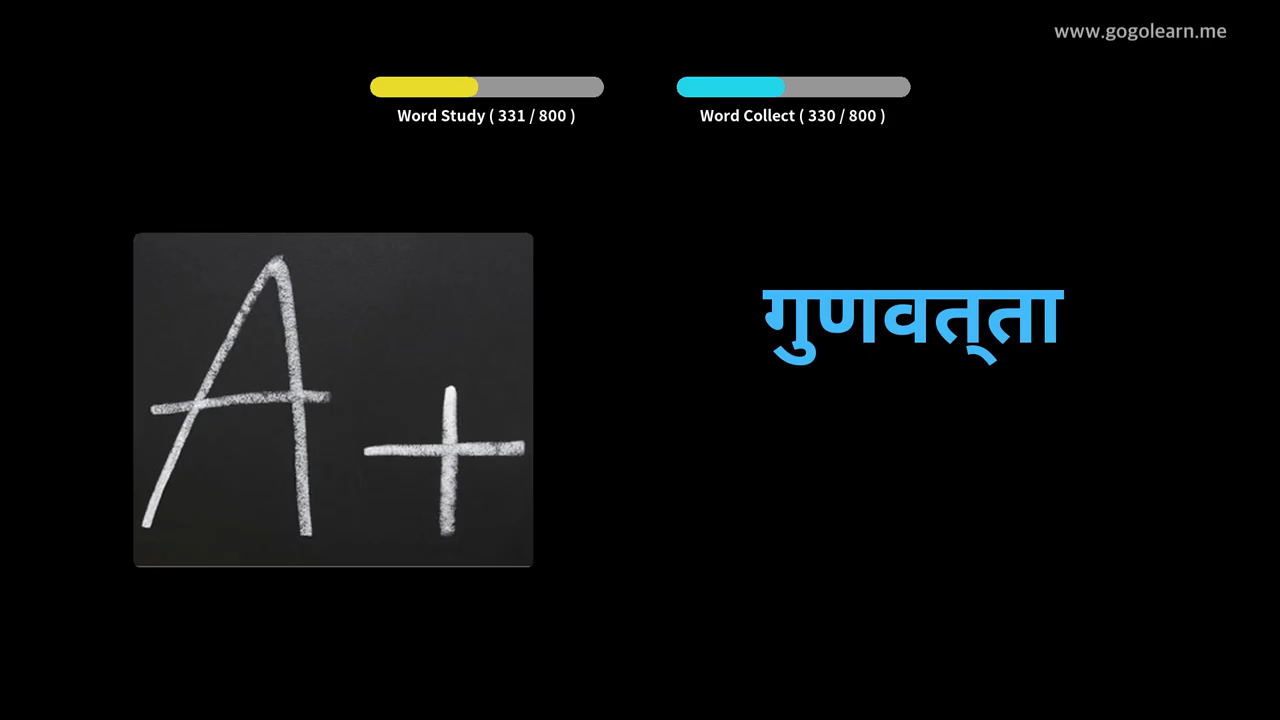 www.gogolearn.me
Word Study ( 331 / 800 )
Word Collect ( 330 / 800 )
A+
गुणवत्‌ता